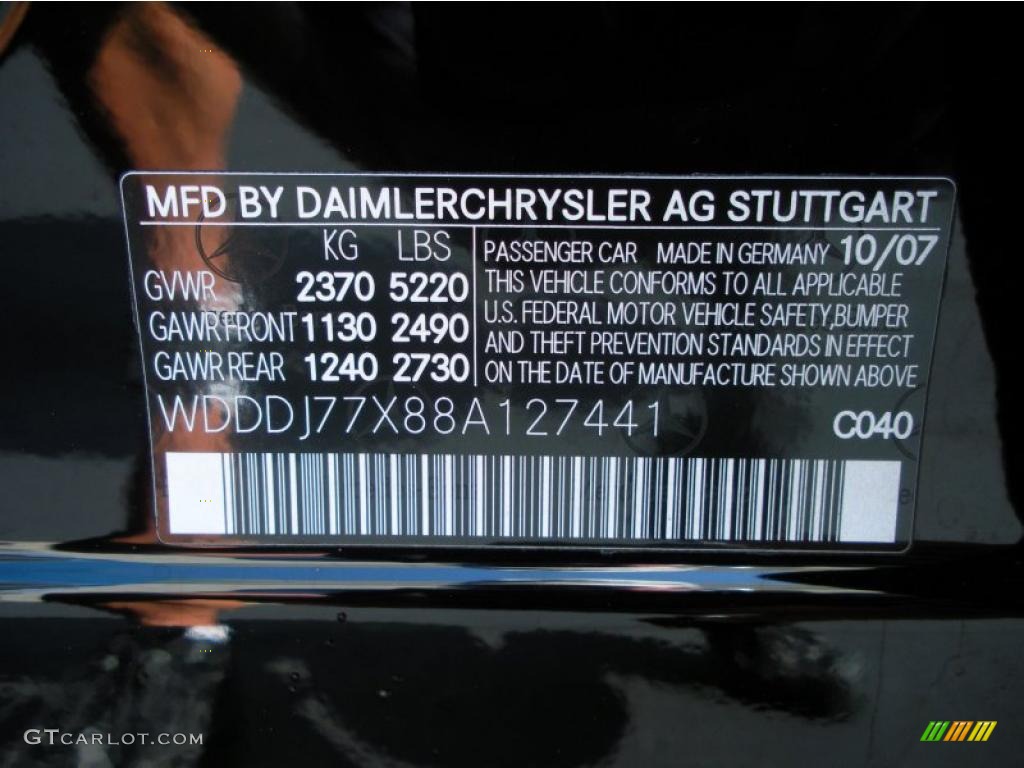 MFD BY DAIMLERCHRYSLER AG STUTTGART
KG LBS
GVWR 2370 5220
GAWR FRONT 1130 2490
GAWR REAR 1240 2730
PASSENGER CAR MADE IN GERMANY 10/07
THIS VEHICLE CONFORMS TO ALL APPLICABLE
U.S. FEDERAL MOTOR VEHICLE SAFETY,BUMPER
AND THEFT PREVENTION STANDARDS IN EFFECT
ON THE DATE OF MANUFACTURE SHOWN ABOVE
WDDDJ77X88A127441 C040
GTCARLOT.COM